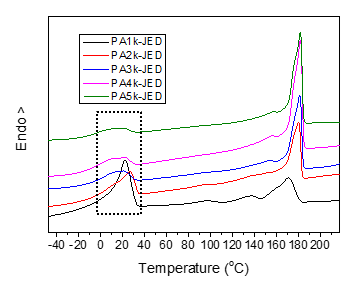 PA1k-JED
PA2k-JED
PA3k-JED
PA4k-JED
PA5k-JED
Endo >
-40 -20 0 20 40 60 80 100 120 140 160 180 200
Temperature (°C)